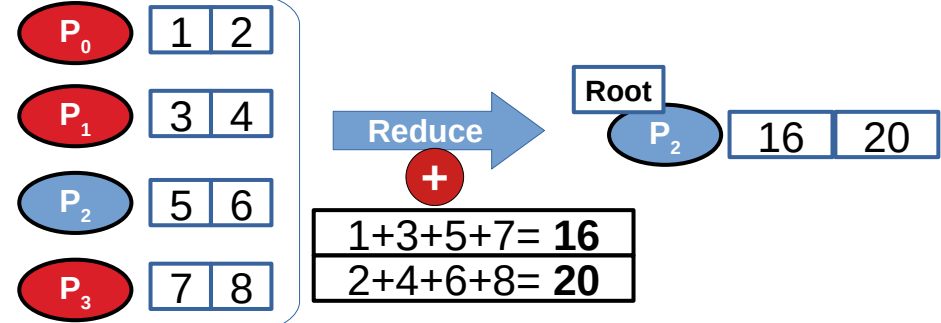 P0 1 2
P1 3 4
P2 5 6
P3 7 8
Reduce
+
1+3+5+7= 16
2+4+6+8= 20
Root
P2 16 20